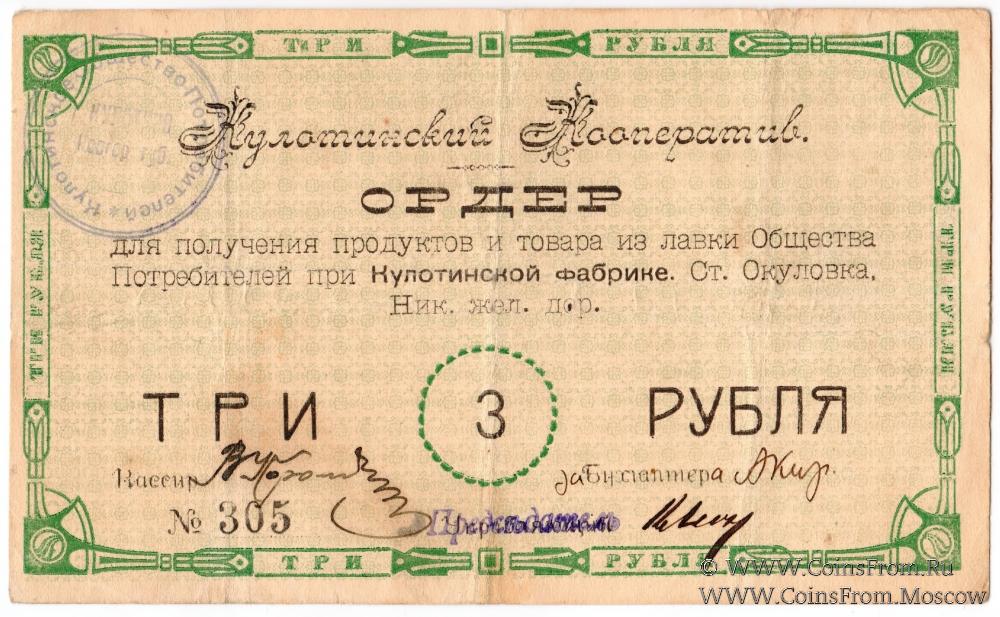 ТРИ РУБЛЯ
Кулотинский Кооператив.
ОРДЕР
для получения продуктов и товара из лавки Общества
Потребителей при Кулотинской фабрике. Ст. Окуловка,
Ник. жел. дор.
ТРИ РУБЛЯ
ТРИ РУБЛЯ
ТРИ 3 РУБЛЯ
Кассир за Бухгалтера
№ 305 Председатель
ТРИ РУБЛЯ
© WWW.CoinsFrom.Ru
WWW.CoinsFrom.Moscow